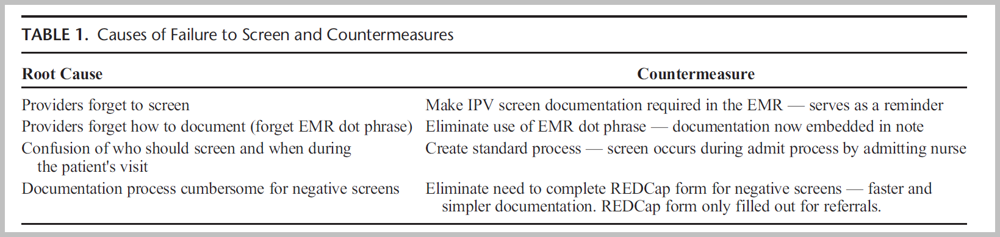 TABLE 1. Causes of Failure to Screen and Countermeasures
Root Cause Countermeasure
Providers forget to screen Make IPV screen documentation required in the EMR — serves as a reminder
Providers forget how to document (forget EMR dot phrase) Eliminate use of EMR dot phrase — documentation now embedded in note
Confusion of who should screen and when during Create standard process — screen occurs during admit process by admitting nurse
the patient's visit
Documentation process cumbersome for negative screens Eliminate need to complete REDCap form for negative screens — faster and
simpler documentation. REDCap form only filled out for referrals.